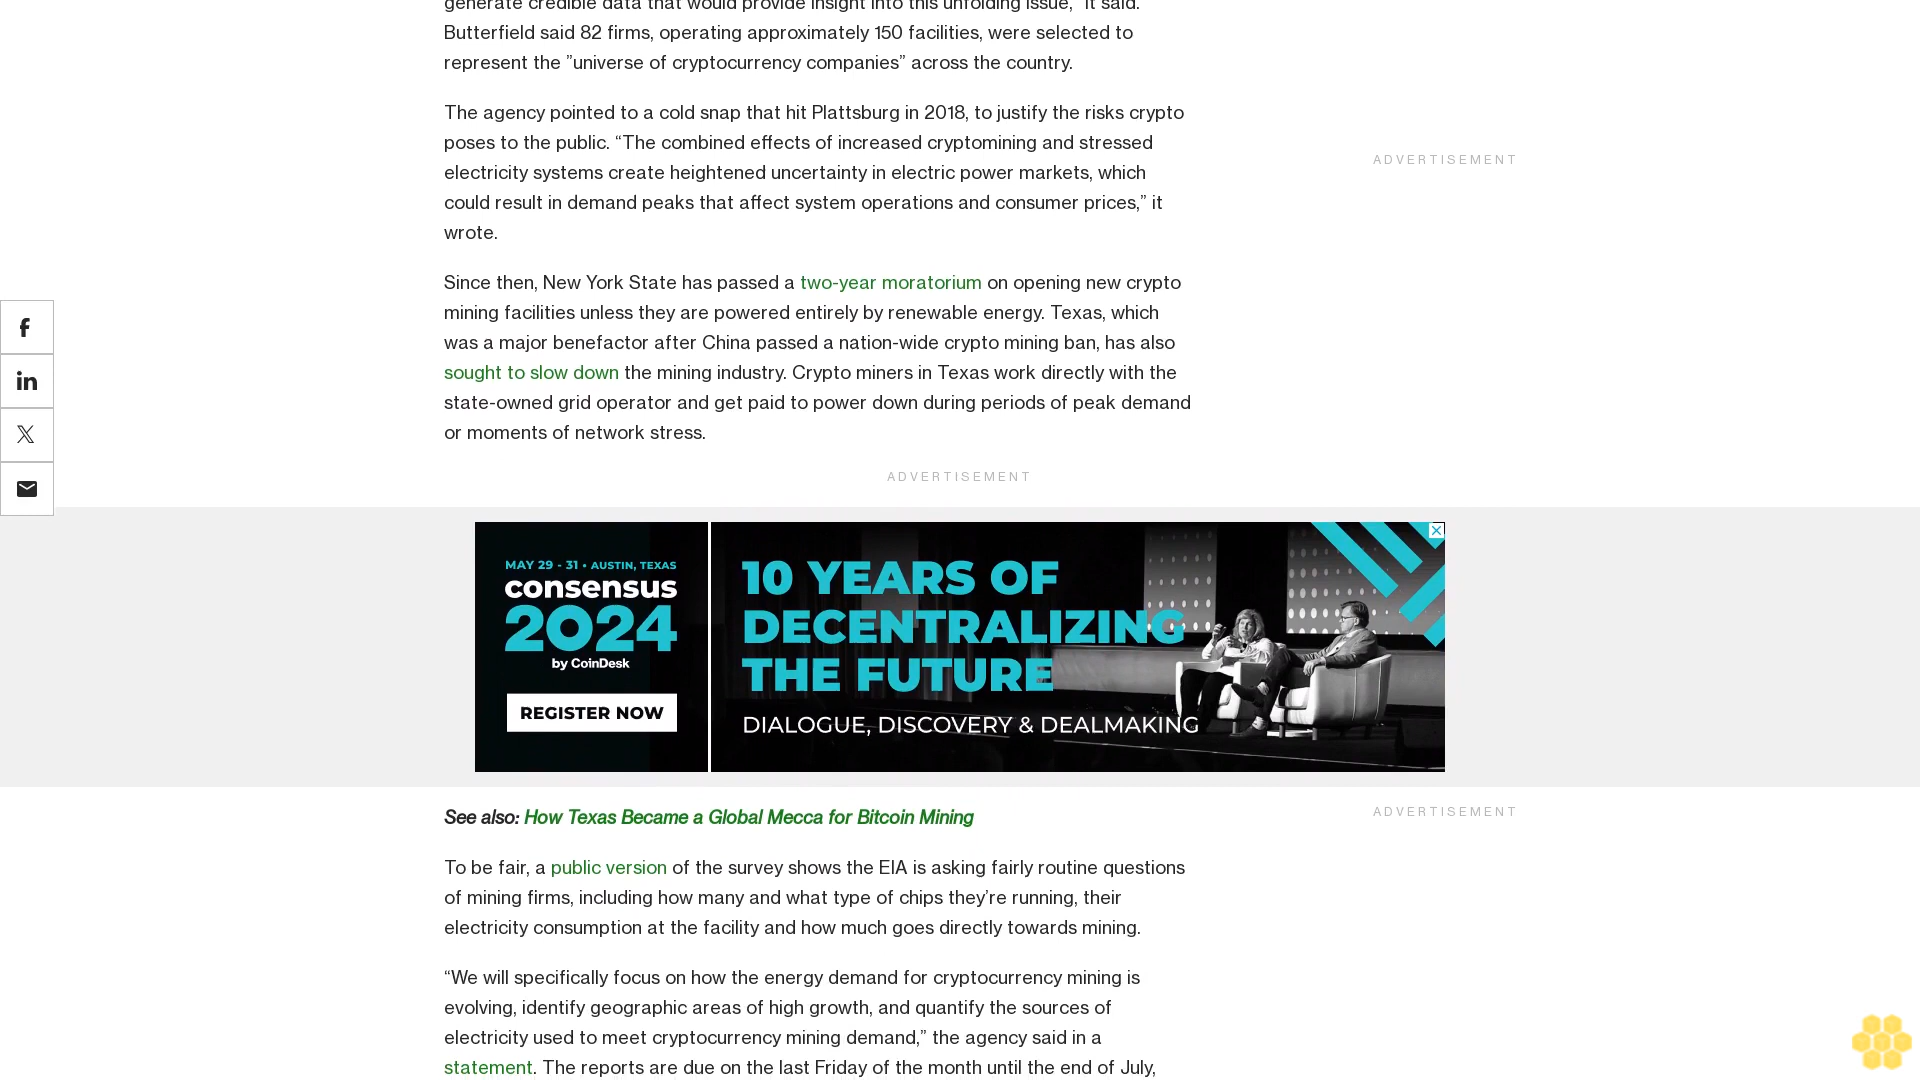 generate credible data that would provide insight into this unfolding issue,” it said.
Butterfield said 82 firms, operating approximately 150 facilities, were selected to
represent the ”universe of cryptocurrency companies” across the country.
The agency pointed to a cold snap that hit Plattsburg in 2018, to justify the risks crypto
poses to the public. “The combined effects of increased cryptomining and stressed
electricity systems create heightened uncertainty in electric power markets, which
could result in demand peaks that affect system operations and consumer prices,” it
wrote.
ADVERTISEMENT
Since then, New York State has passed a two-year moratorium on opening new crypto
mining facilities unless they are powered entirely by renewable energy. Texas, which
was a major benefactor after China passed a nation-wide crypto mining ban, has also
sought to slow down the mining industry. Crypto miners in Texas work directly with the
state-owned grid operator and get paid to power down during periods of peak demand
or moments of network stress.
ADVERTISEMENT
MAY 29 - 31 • AUSTIN, TEXAS
consensus
2024
by CoinDesk
REGISTER NOW
10 YEARS OF
DECENTRALIZING
THE FUTURE
DIALOGUE, DISCOVERY & DEALMAKING
See also: How Texas Became a Global Mecca for Bitcoin Mining
ADVERTISEMENT
To be fair, a public version of the survey shows the EIA is asking fairly routine questions
of mining firms, including how many and what type of chips they’re running, their
electricity consumption at the facility and how much goes directly towards mining.
“We will specifically focus on how the energy demand for cryptocurrency mining is
evolving, identify geographic areas of high growth, and quantify the sources of
electricity used to meet cryptocurrency mining demand,” the agency said in a
statement. The reports are due on the last Friday of the month until the end of July,